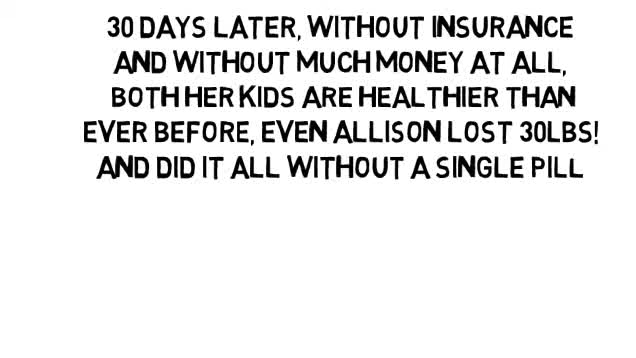 30 DAYS LATER, WITHOUT INSURANCE
AND WITHOUT MUCH MONEY AT ALL,
BOTH HER KIDS ARE HEALTHIER THAN
EVER BEFORE, EVEN ALLISON LOST 30LBS!
AND DID IT ALL WITHOUT A SINGLE PILL